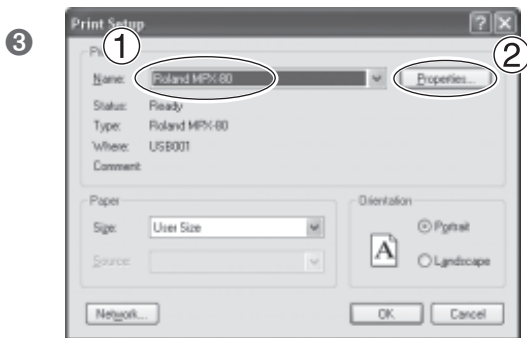 ❸
Print Setup
①
②
Name: Roland MPX-80 Properties...
Status: Ready
Type: Roland MPX-80
Where: USB001
Comment:
Paper
Size: User Size
Source:
Orientation
Portrait
A
Landscape
Network... OK Cancel